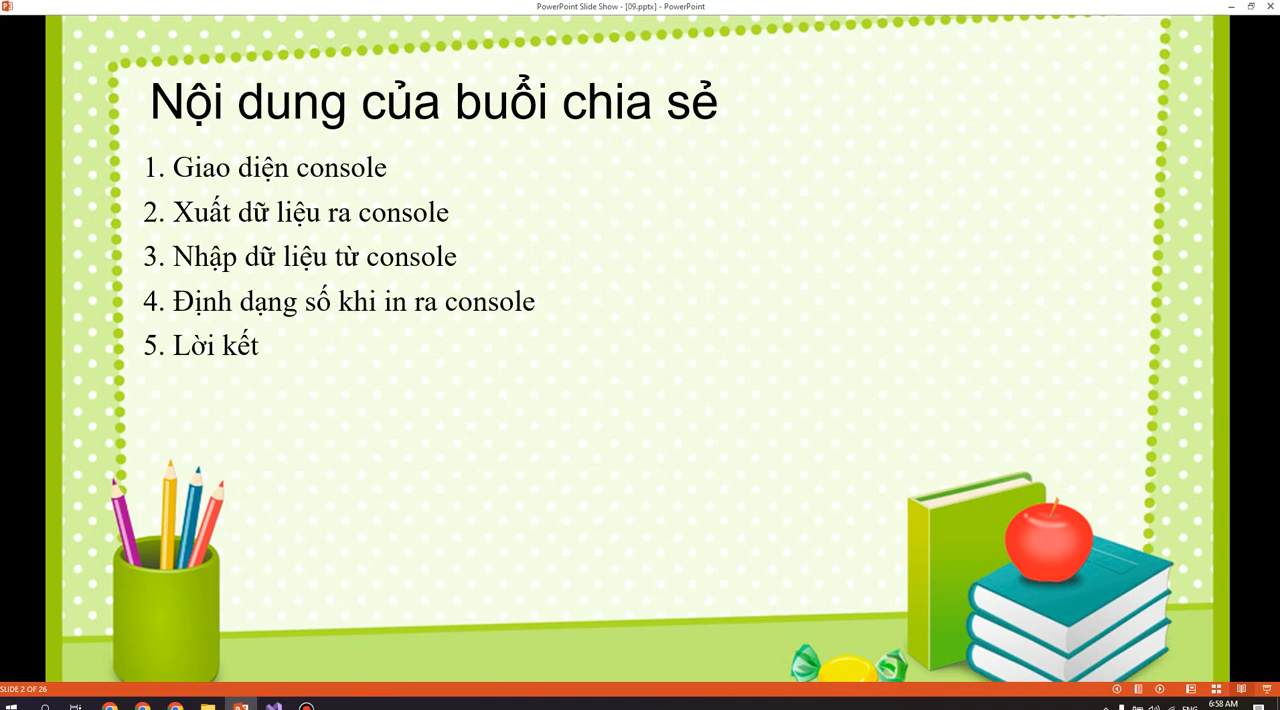 PowerPoint Slide Show - [09.pptx] - PowerPoint
Nội dung của buổi chia sẻ
1. Giao diện console
2. Xuất dữ liệu ra console
3. Nhập dữ liệu từ console
4. Định dạng số khi in ra console
5. Lời kết
SLIDE 2 OF 26
ENG
6:58 AM